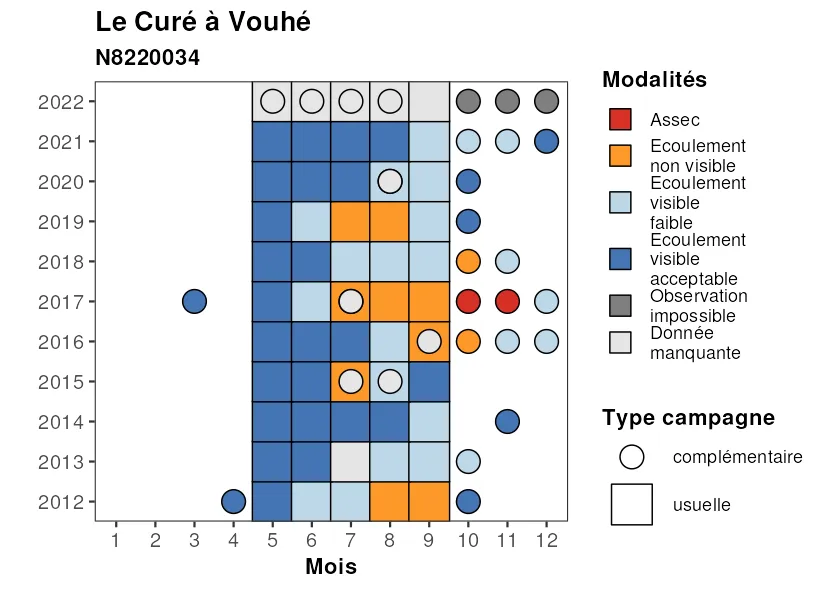 Le Curé à Vouhé
N8220034
2022
2021
2020
2019
2018
2017
2016
2015
2014
2013
2012
1 2 3 4 5 6 7 8 9 10 11 12
Mois
Modalités
Assec
Ecoulement
non visible
Ecoulement
visible
faible
Ecoulement
visible
acceptable
Observation
impossible
Donnée
manquante
Type campagne
complémentaire
usuelle